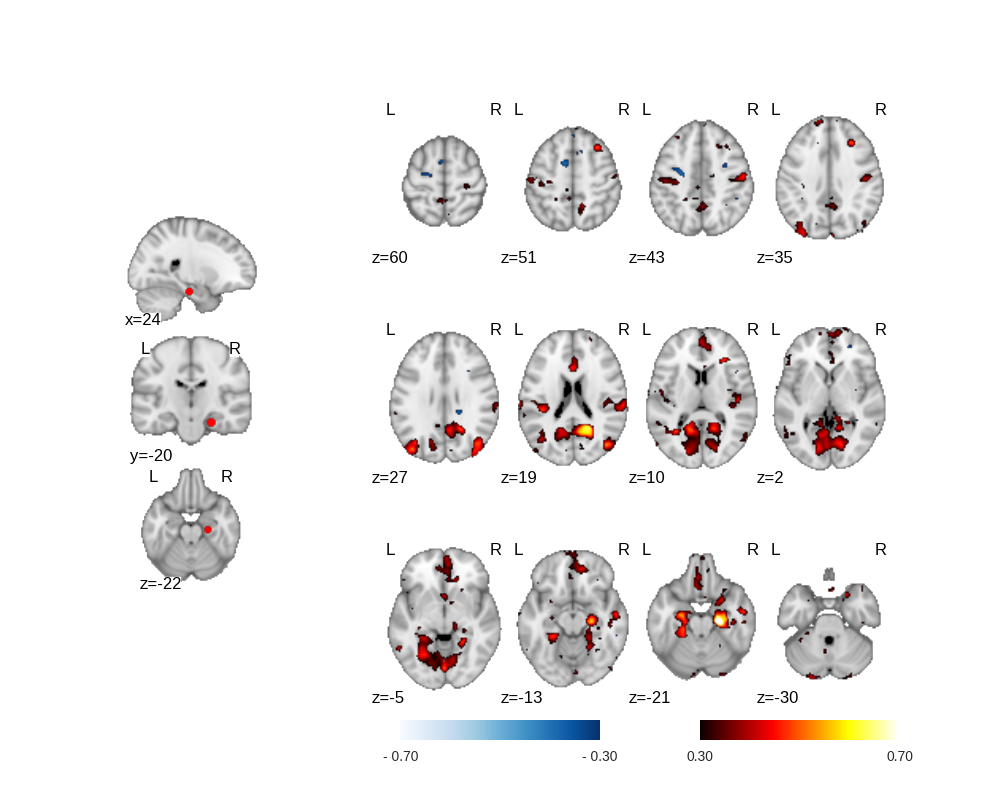 L R L R L R L R
z=60 z=51 z=43 z=35
x=24
L R
y=-20
L R
z=-22
L R L R L R L R
z=27 z=19 z=10 z=2
L R L R L R L R
z=-5 z=-13 z=-21 z=-30
- 0.70 - 0.30 0.30 0.70